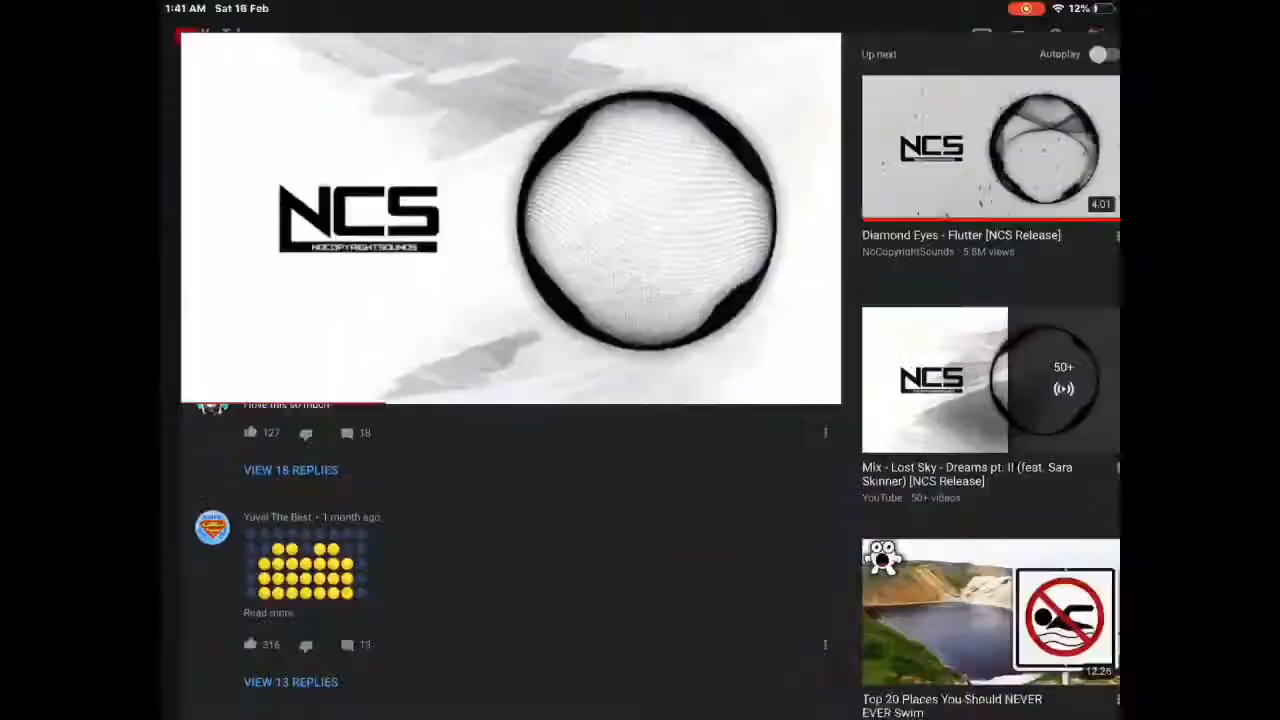 1:41 AM Sat 16 Feb
12%
NCS
NOCOPYRIGHTSOUNDS
I love this so much
127
18
VIEW 18 REPLIES
Yuval The Best • 1 month ago
Read more
316
13
VIEW 13 REPLIES
Up next
Autoplay
NCS
4:01
Diamond Eyes - Flutter [NCS Release]
NoCopyrightSounds 5.8M views
NCS
50+
Mix - Lost Sky - Dreams pt. II (feat. Sara
Skinner) [NCS Release]
YouTube 50+ videos
12:26
Top 20 Places You Should NEVER
EVER Swim